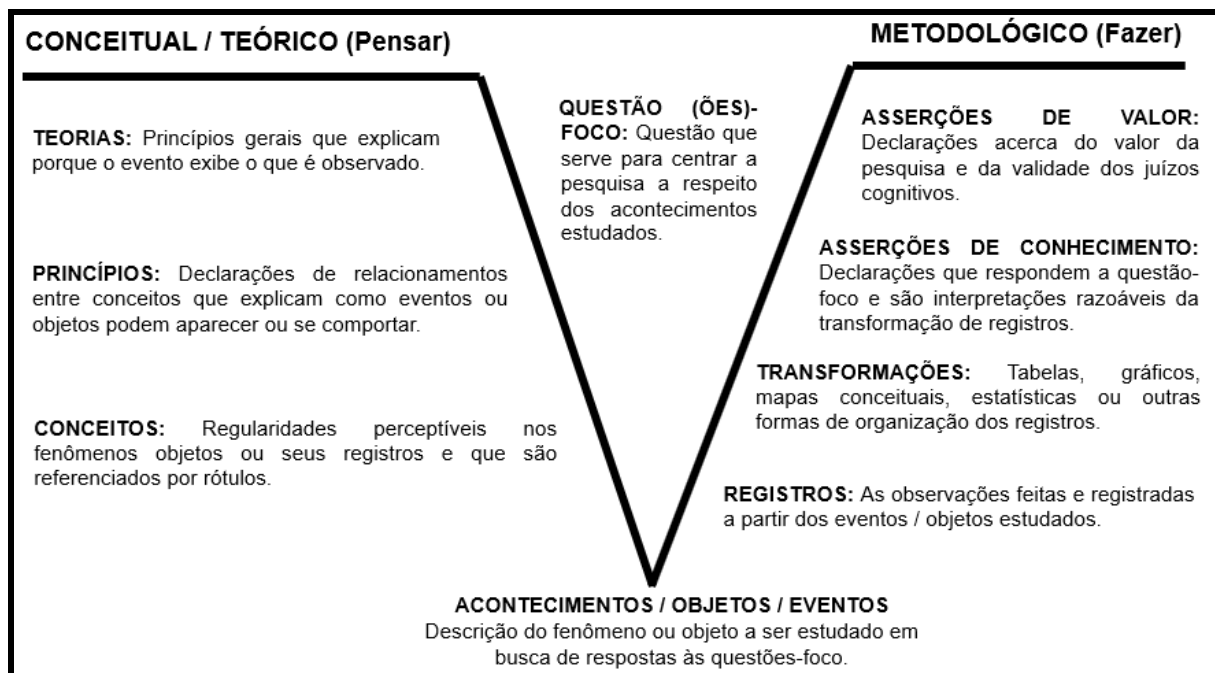 CONCEITUAL / TEÓRICO (Pensar)
TEORIAS: Princípios gerais que explicam
porque o evento exibe o que é observado.
PRINCÍPIOS: Declarações de relacionamentos
entre conceitos que explicam como eventos ou
objetos podem aparecer ou se comportar.
CONCEITOS: Regularidades perceptíveis nos
fenômenos objetos ou seus registros e que são
referenciados por rótulos.
QUESTÃO (ÕES)-
FOCO: Questão que
serve para centrar a
pesquisa a respeito
dos acontecimentos
estudados.
METODOLÓGICO (Fazer)
ASSERÇÕES DE VALOR:
Declarações acerca do valor da
pesquisa e da validade dos juízos
cognitivos.
ASSERÇÕES DE CONHECIMENTO:
Declarações que respondem a questão-
foco e são interpretações razoáveis da
transformação de registros.
TRANSFORMAÇÕES: Tabelas, gráficos,
mapas conceituais, estatísticas ou outras
formas de organização dos registros.
REGISTROS: As observações feitas e registradas
a partir dos eventos / objetos estudados.
ACONTECIMENTOS / OBJETOS / EVENTOS
Descrição do fenômeno ou objeto a ser estudado em
busca de respostas às questões-foco.